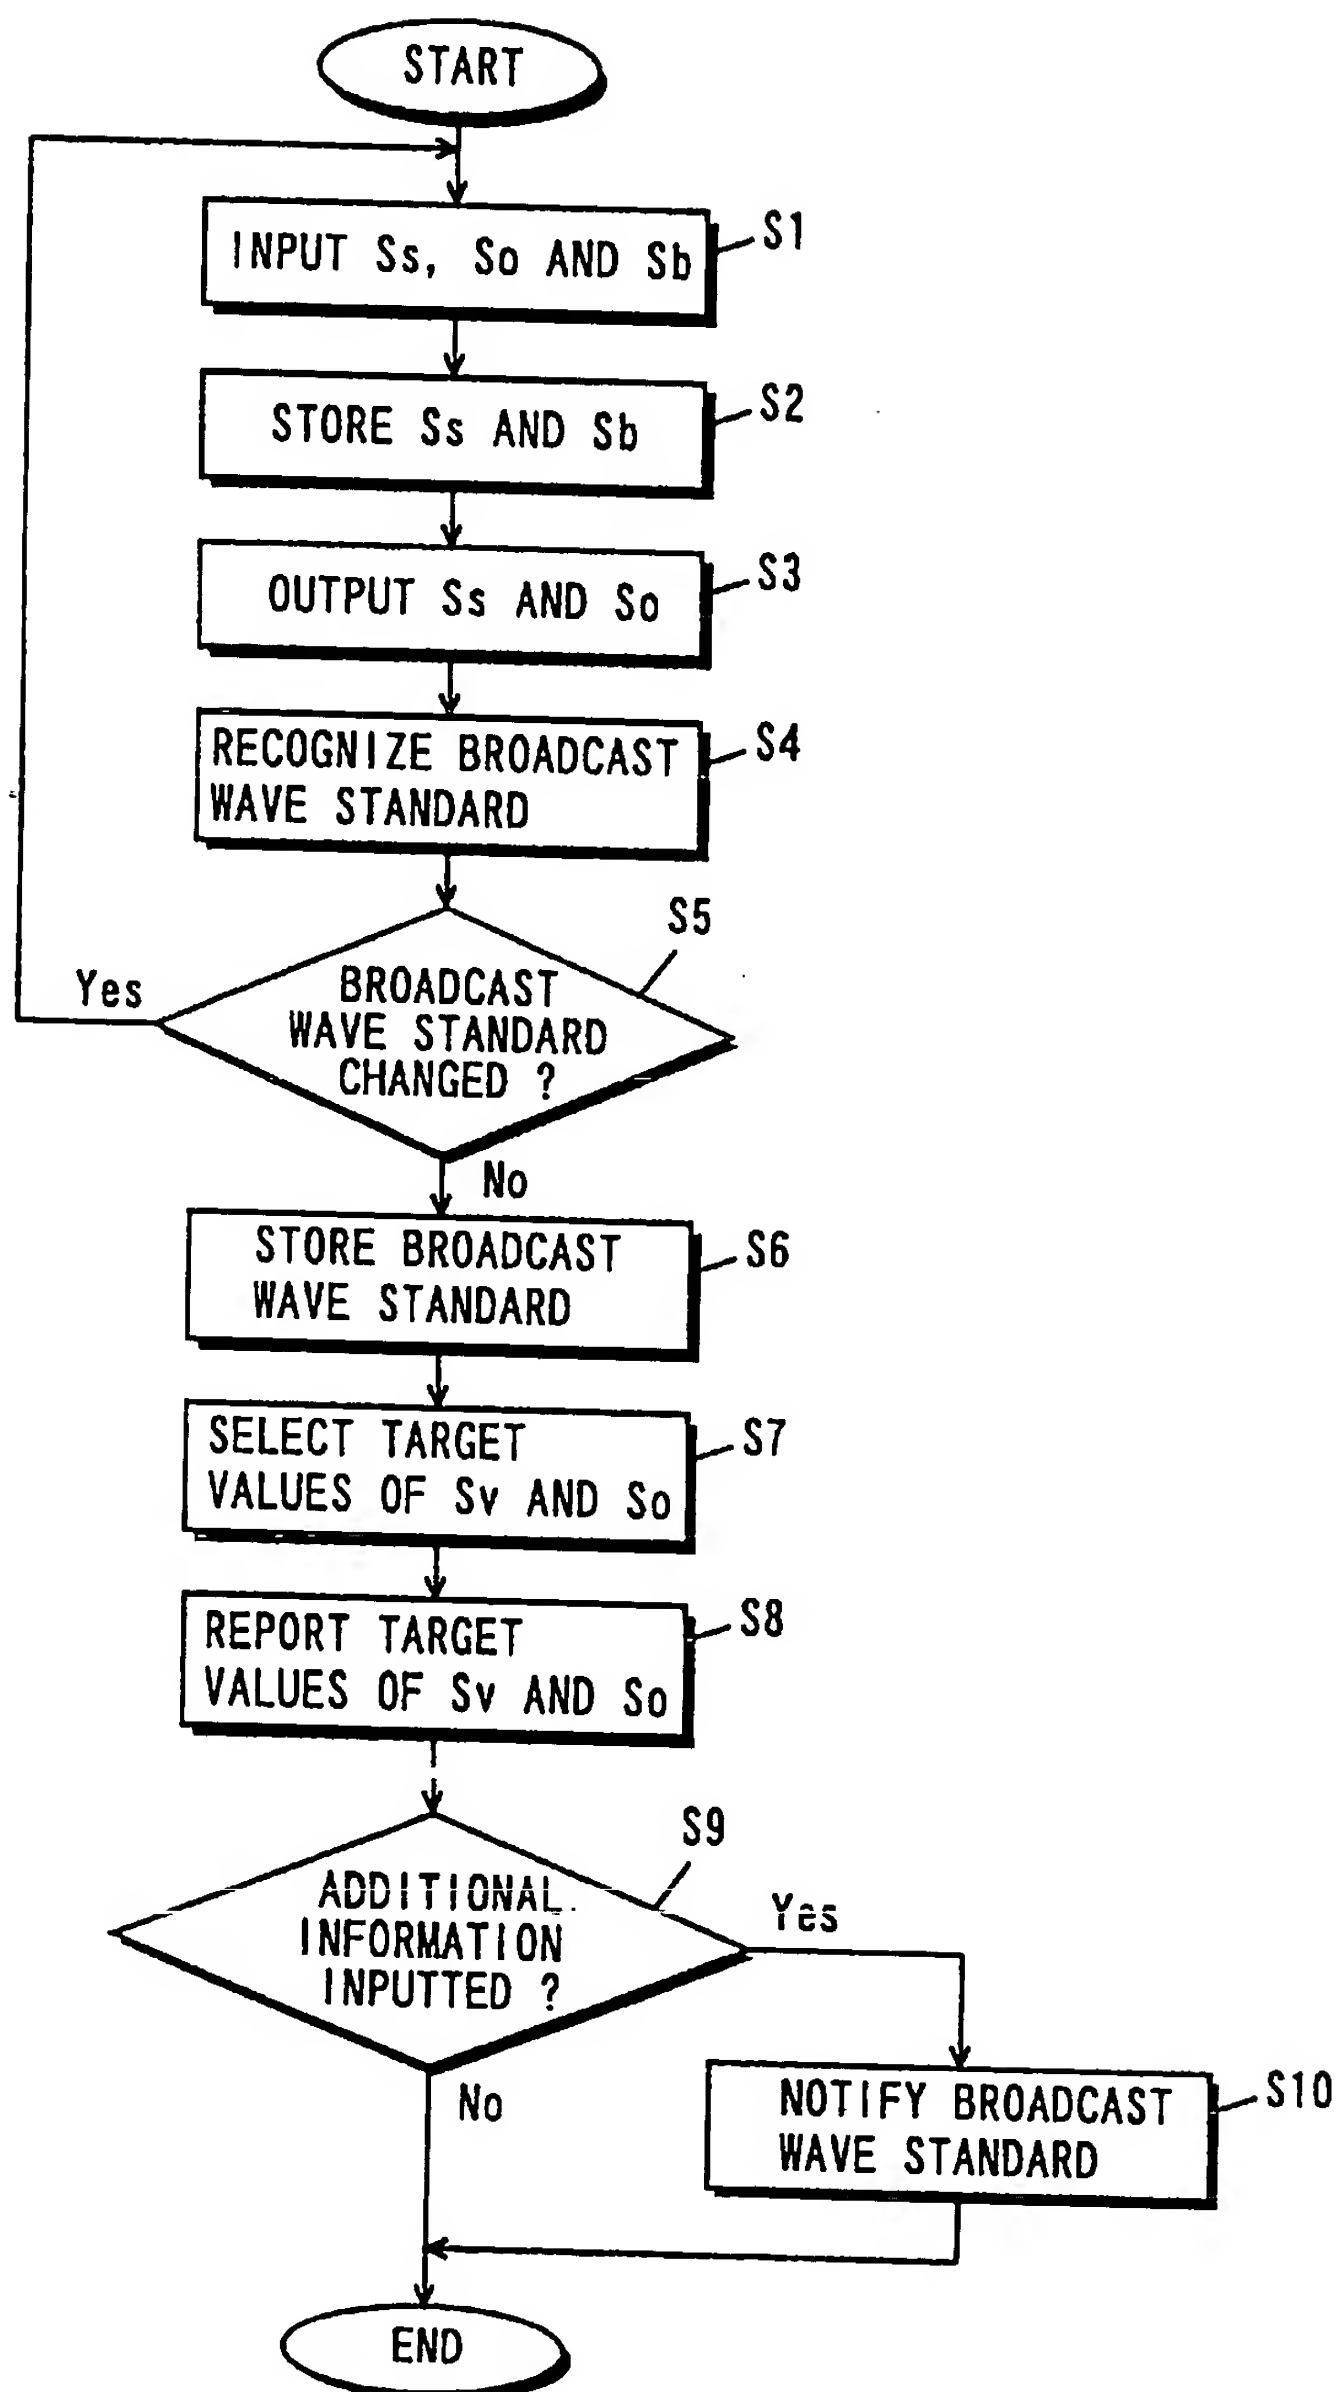 START
INPUT Ss, So AND Sb
S1
STORE Ss AND Sb
S2
OUTPUT Ss AND So
S3
RECOGNIZE BROADCAST
WAVE STANDARD
S4
S5
BROADCAST
WAVE STANDARD
CHANGED ?
Yes
No
STORE BROADCAST
WAVE STANDARD
S6
SELECT TARGET
VALUES OF Sv AND So
S7
REPORT TARGET
VALUES OF Sv AND So
S8
S9
ADDITIONAL
INFORMATION
INPUTTED ?
Yes
No
NOTIFY BROADCAST
WAVE STANDARD
S10
END